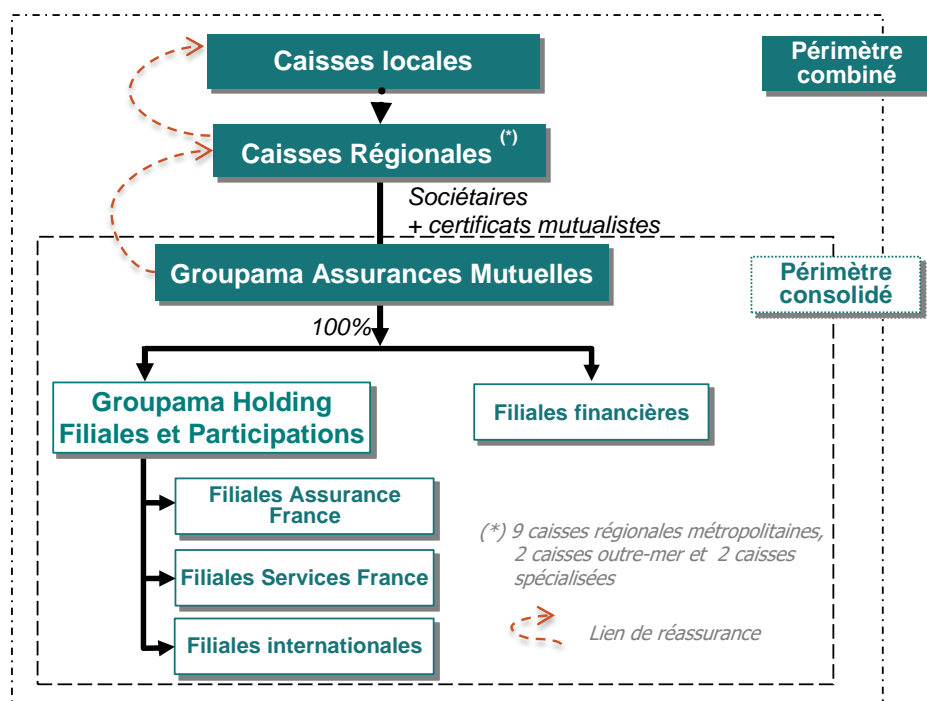 Caisses locales
Périmètre
combiné
Caisses Régionales (*)
Sociétaires
+ certificats mutualistes
Groupama Assurances Mutuelles
Périmètre
consolidé
100%
Groupama Holding
Filiales et Participations
Filiales financières
Filiales Assurance
France
Filiales Services France
Filiales internationales
(*) 9 caisses régionales métropolitaines,
2 caisses outre-mer et 2 caisses
spécialisées
Lien de réassurance